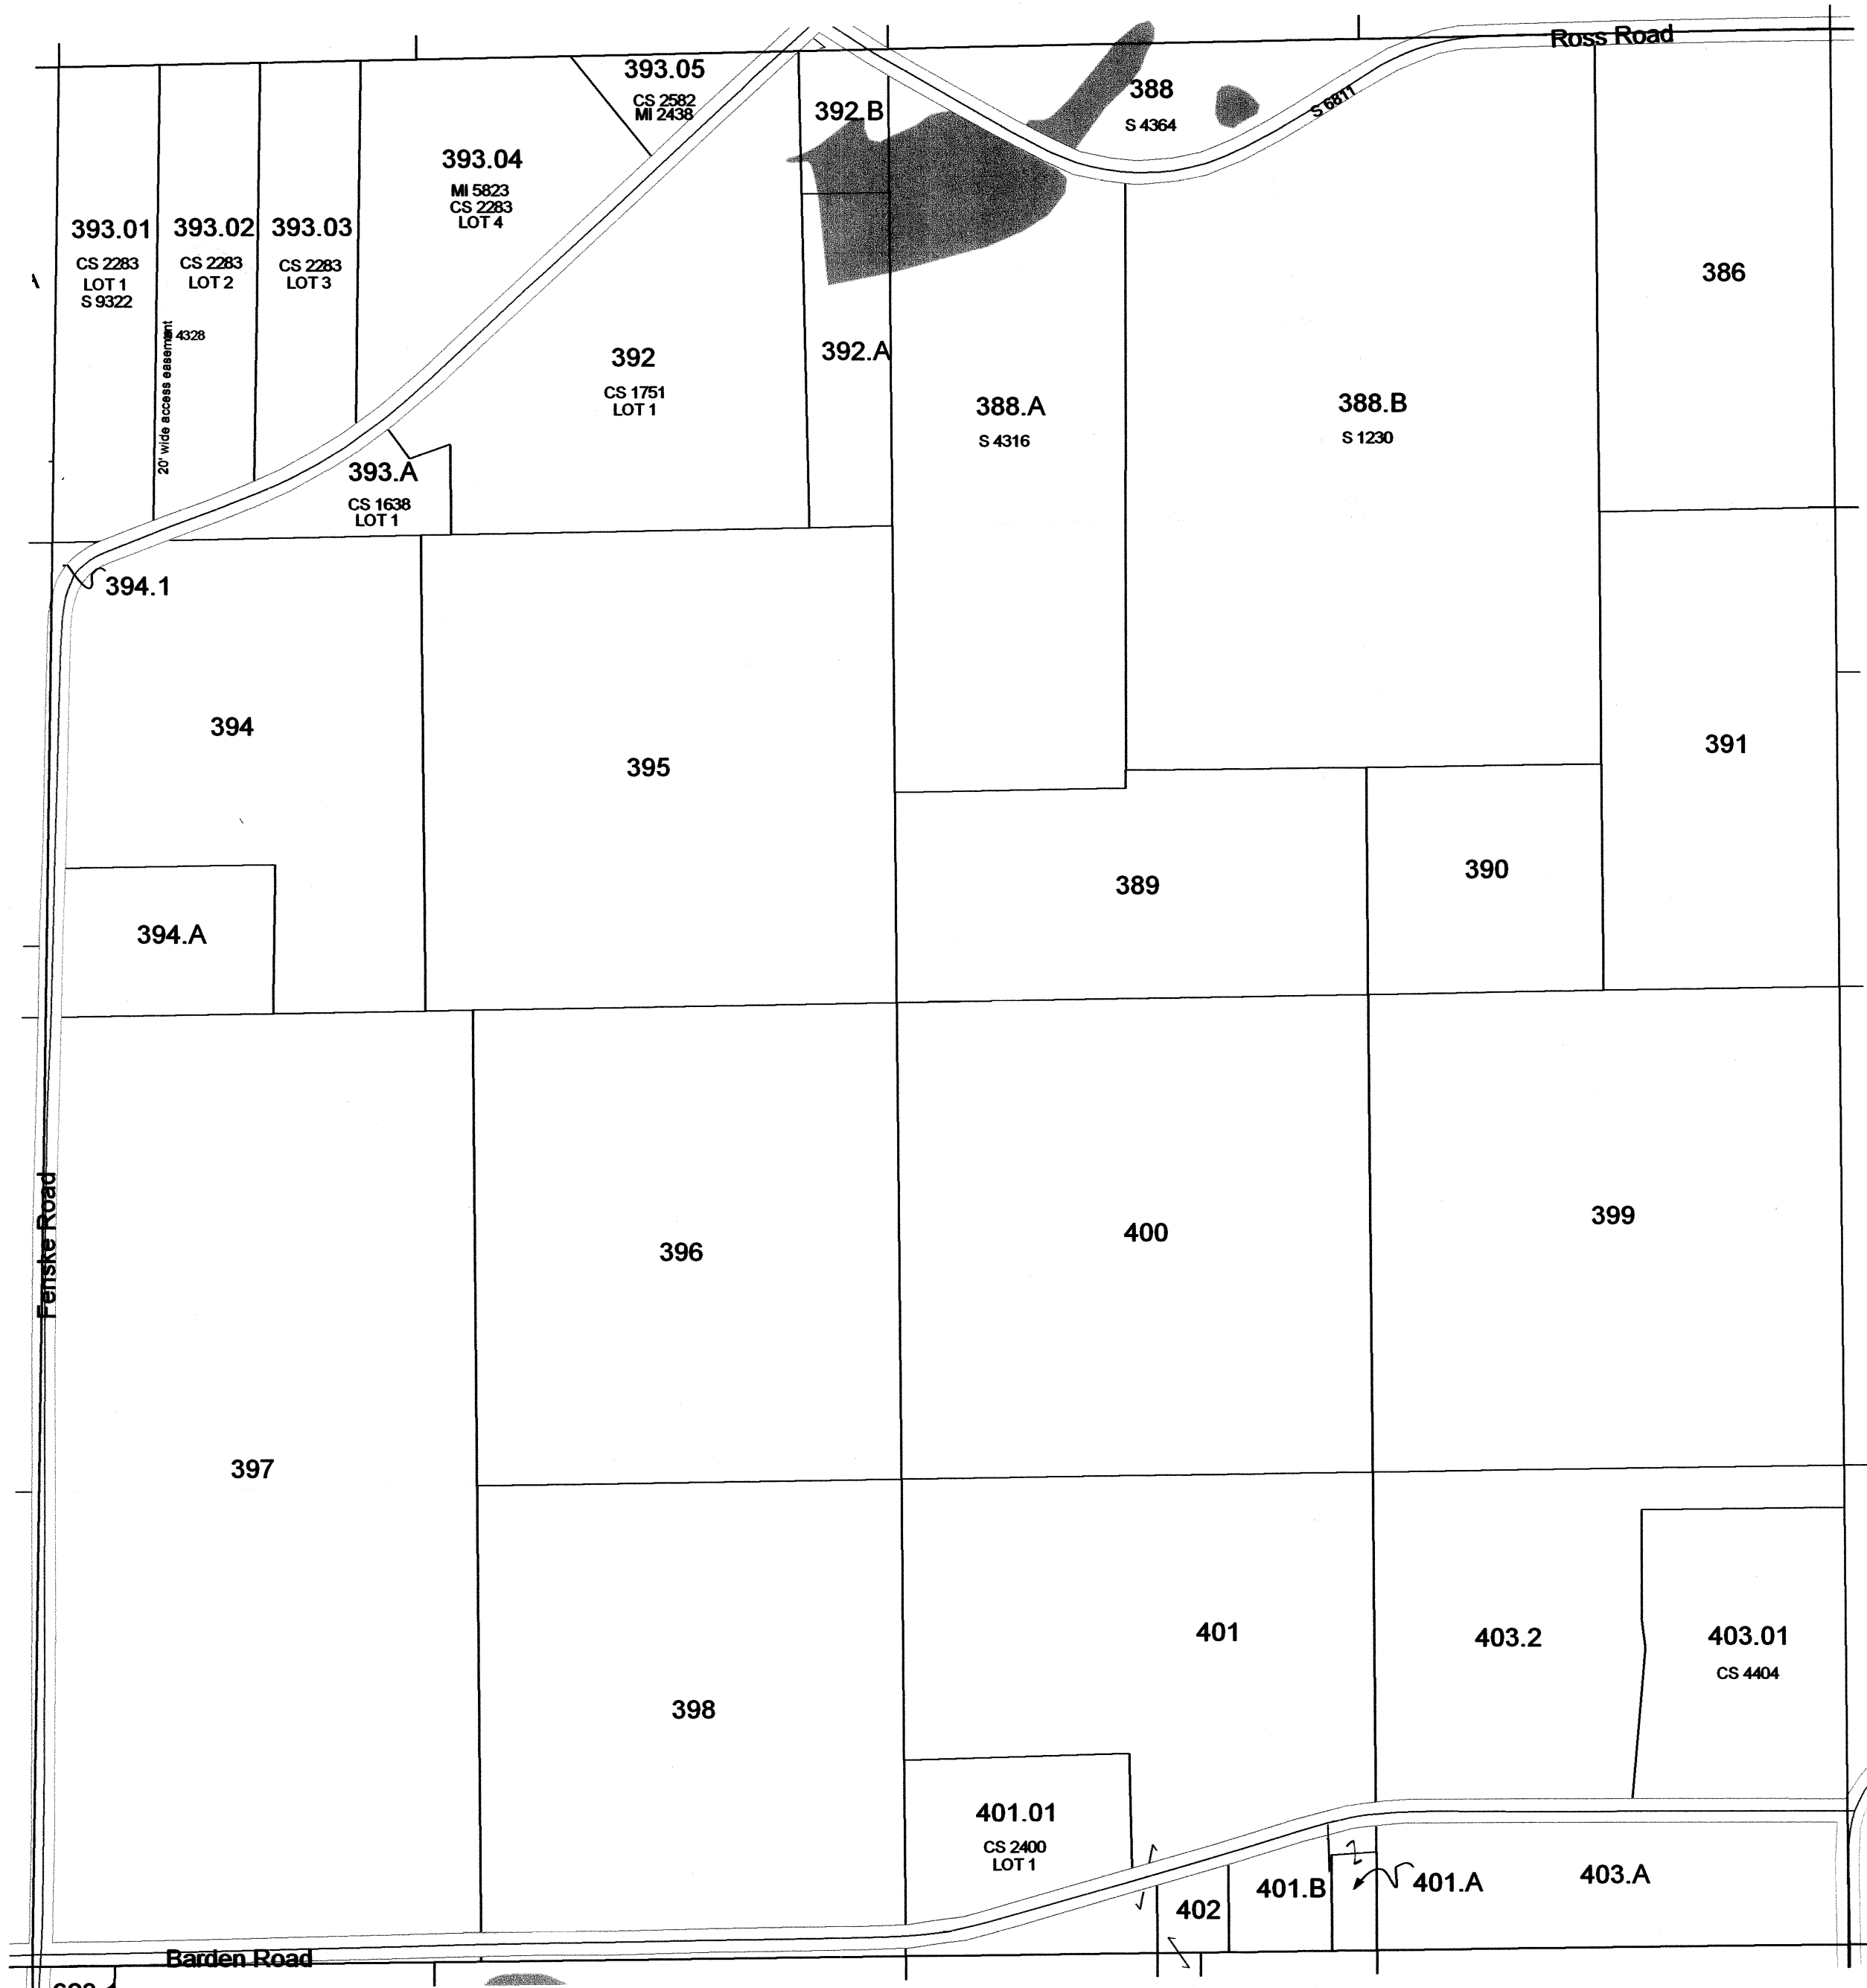 Ross Road
393.05
CS 2582
MI 2438
388
S 4364
S 6811
392.B
393.04
MI 5823
CS 2283
LOT 4
393.01
CS 2283
LOT 1
S 9322
393.02
CS 2283
LOT 2
393.03
CS 2283
LOT 3
20' wide access easement
4328
386
392
CS 1751
LOT 1
392.A
388.A
S 4316
388.B
S 1230
393.A
CS 1638
LOT 1
394.1
394
395
391
389
390
394.A
Fenske Road
396
400
399
397
398
401
403.2
403.01
CS 4404
401.01
CS 2400
LOT 1
402
401.B
401.A
403.A
Barden Road